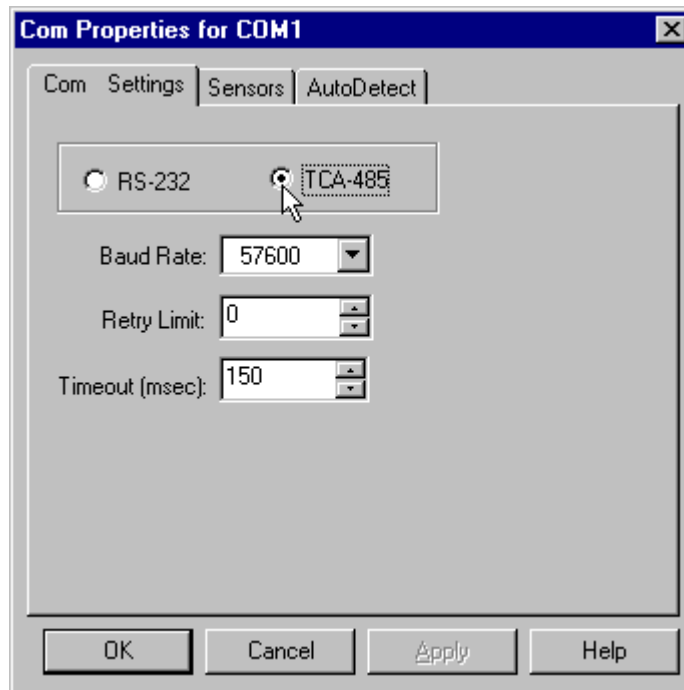 Com Properties for COM1
Com Settings Sensors AutoDetect
RS-232 TCA-485
Baud Rate: 57600
Retry Limit: 0
Timeout (msec): 150
OK Cancel Apply Help